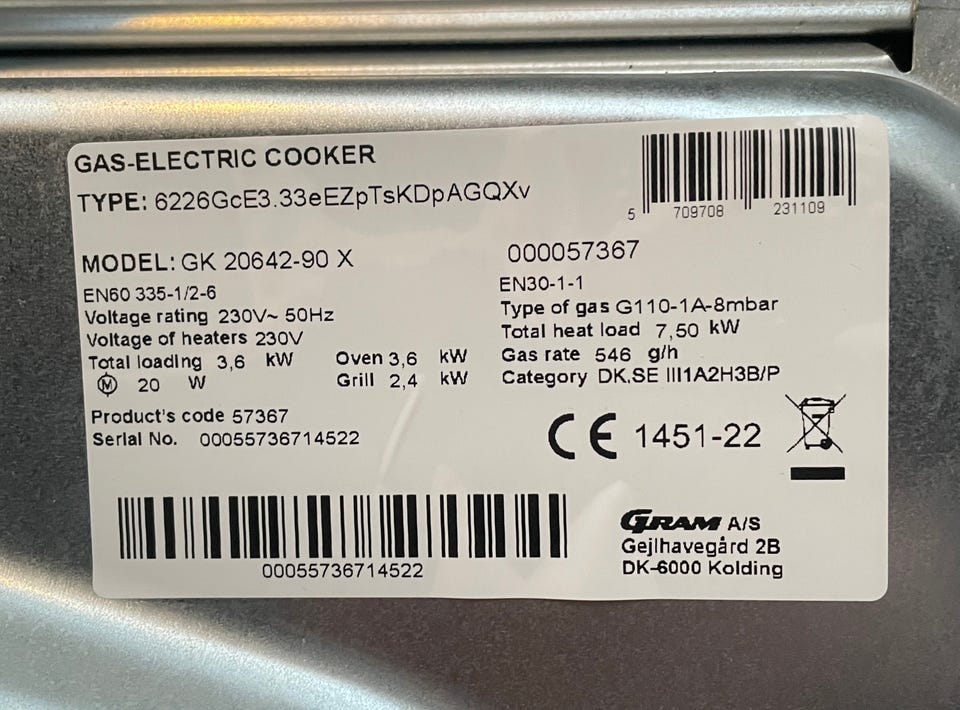 GAS-ELECTRIC COOKER
TYPE: 6226GcE3.33eEZpTsKDpAGQXv
5 709708 231109
MODEL: GK 20642-90 X
000057367
EN60 335-1/2-6
Voltage rating 230V~ 50Hz
Voltage of heaters 230V
Total loading 3,6 kW Oven 3,6 kW
M 20 W Grill 2,4 kW
EN30-1-1
Type of gas G110-1A-8mbar
Total heat load 7,50 kW
Gas rate 546 g/h
Category DK.SE III1A2H3B/P
Product's code 57367
Serial No. 00055736714522
CE 1451-22
00055736714522
GRAM A/S
Gejlhavegård 2B
DK-6000 Kolding